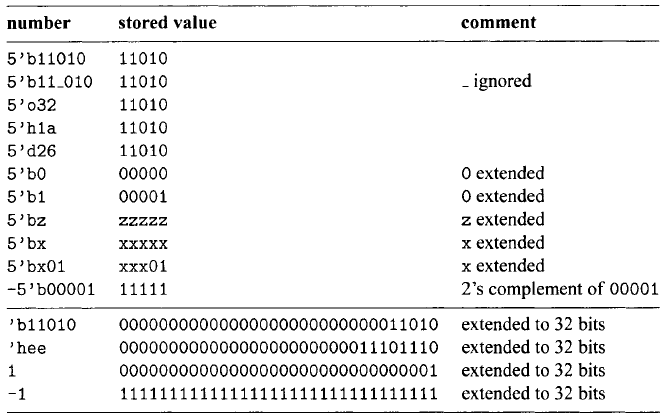 number stored value comment
5'b11010 11010
5'b11_010 11010 _ ignored
5'o32 11010
5'h1a 11010
5'd26 11010
5'b0 00000 0 extended
5'b1 00001 0 extended
5'bz zzzzz z extended
5'bx xxxxx x extended
5'bx01 xxx01 x extended
-5'b00001 11111 2's complement of 00001
'b11010 00000000000000000000000000011010 extended to 32 bits
'hee 00000000000000000000000011101110 extended to 32 bits
1 00000000000000000000000000000001 extended to 32 bits
-1 11111111111111111111111111111111 extended to 32 bits